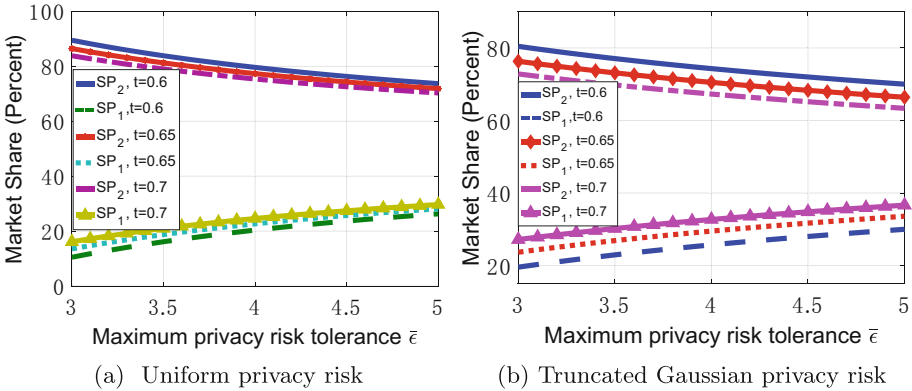 100
80
60
40
20
0
Market Share (Percent)
SP2, t=0.6
SP1,t=0.6
SP2, t=0.65
SP1, t=0.65
SP2, t=0.7
SP1, t=0.7
3 3.5 4 4.5 5
Maximum privacy risk tolerance ε̄
(a) Uniform privacy risk
80
60
40
20
Market Share (Percent)
SP2, t=0.6
SP1, t=0.6
SP2, t=0.65
SP1, t=0.65
SP2, t=0.7
SP1, t=0.7
3 3.5 4 4.5 5
Maximum privacy risk tolerance ε̄
(b) Truncated Gaussian privacy risk